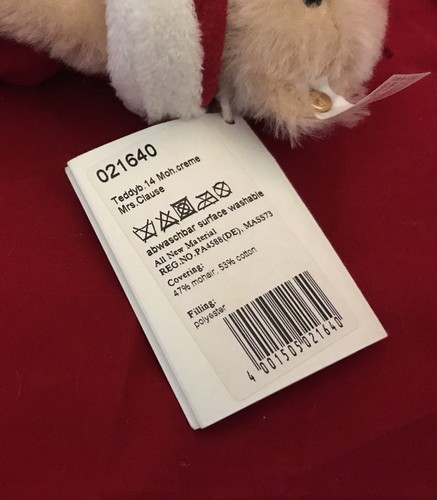 021640
Teddyb.14 Moh.creme
Mrs.Clause
abwaschbar surface washable
All New Material
REG.NO.PA4588(DE), MASS73
Covering:
47% mohair, 53% cotton
Filling:
polyester
4 001505 021640